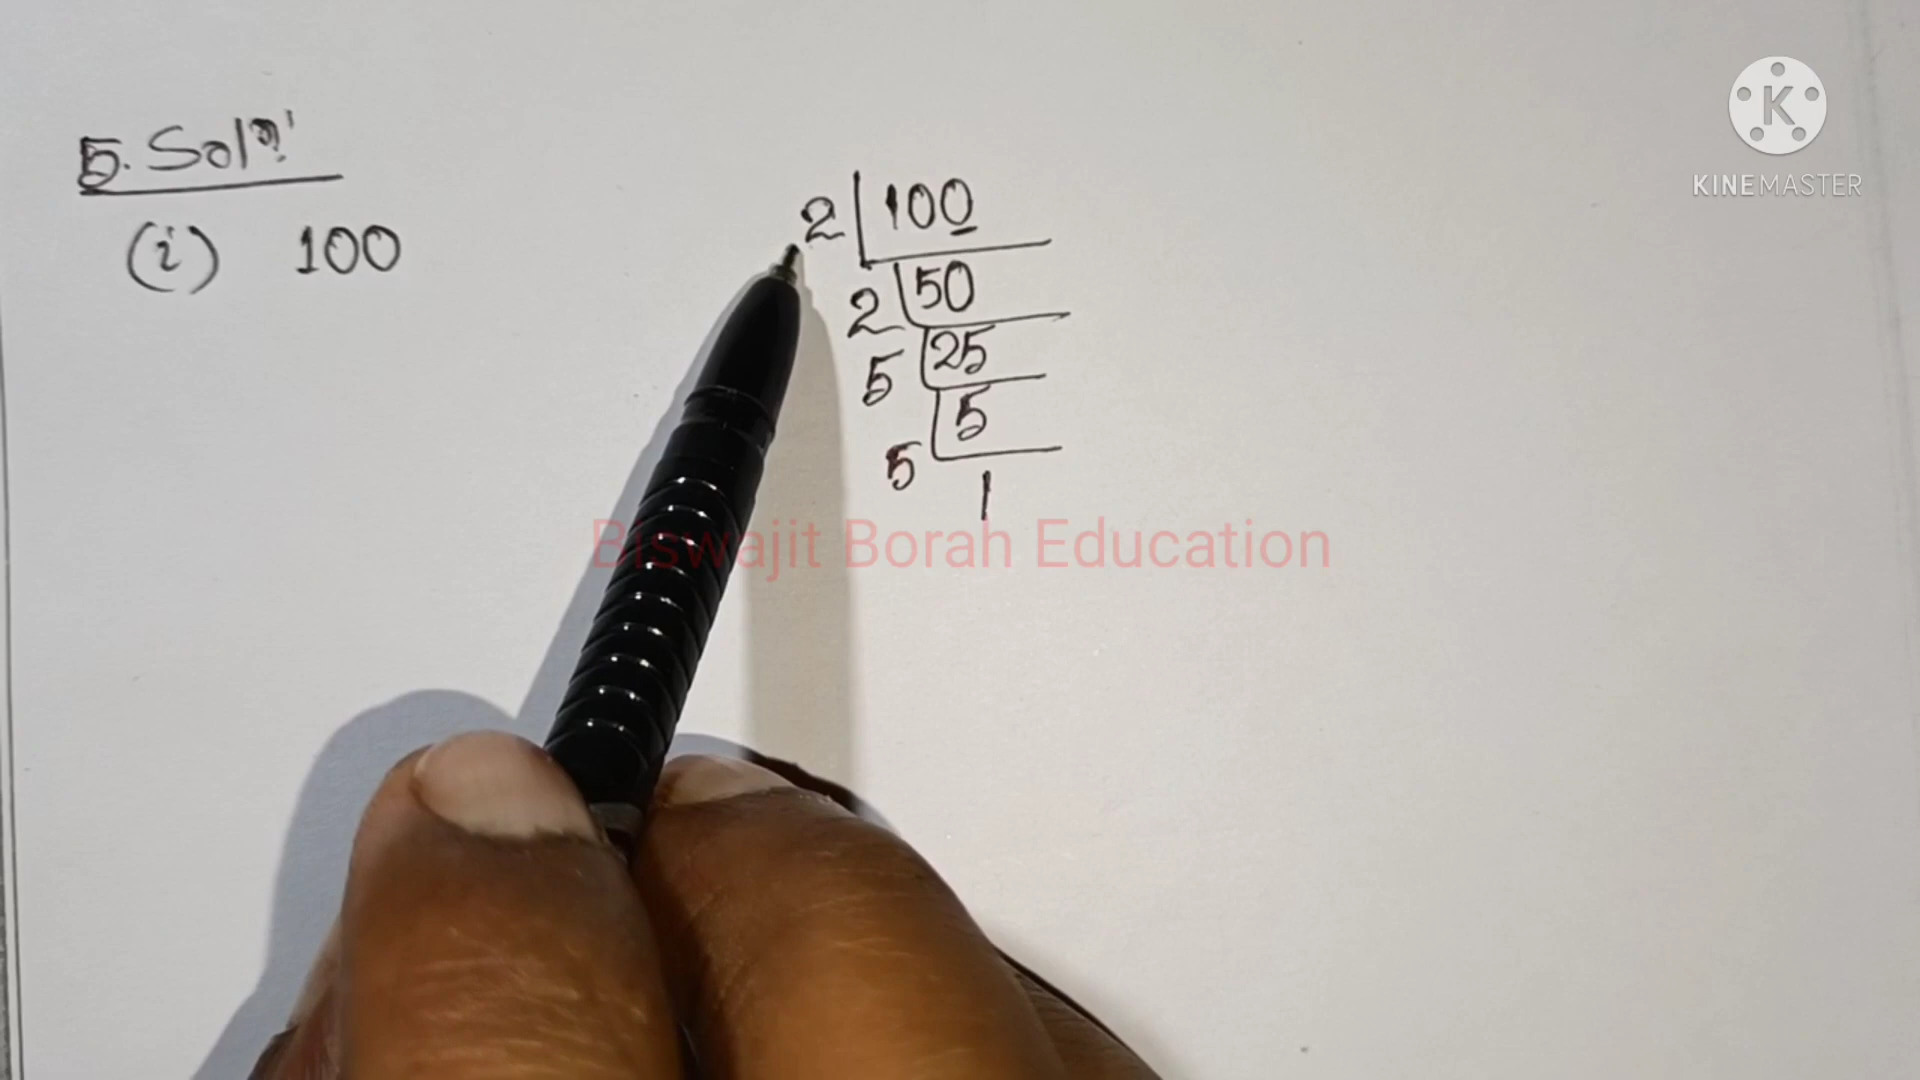 5. Solⁿ:
(i) 100
2 | 100
2 | 50
5 | 25
5 | 5
1
K
KINEMASTER
Biswajit Borah Education